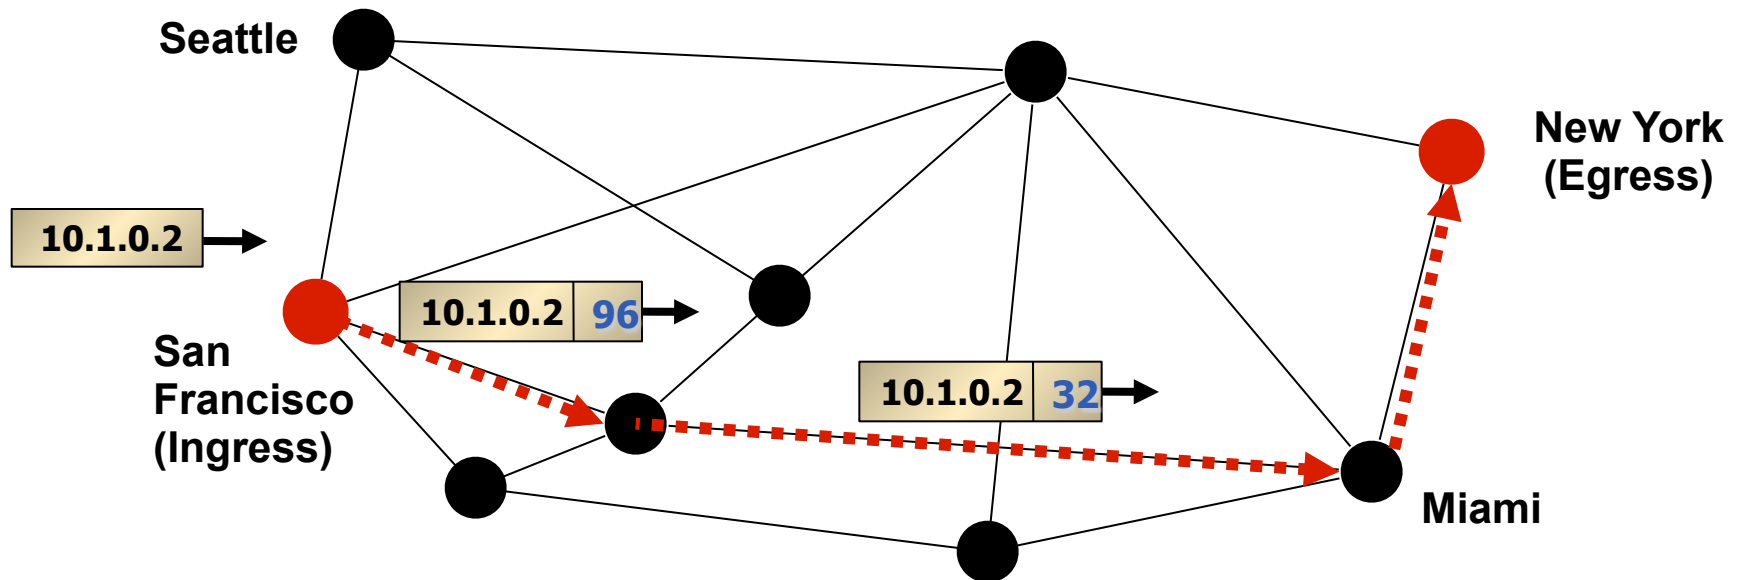 Seattle
New York
(Egress)
10.1.0.2
10.1.0.2 96
San
Francisco
(Ingress)
10.1.0.2 32
Miami